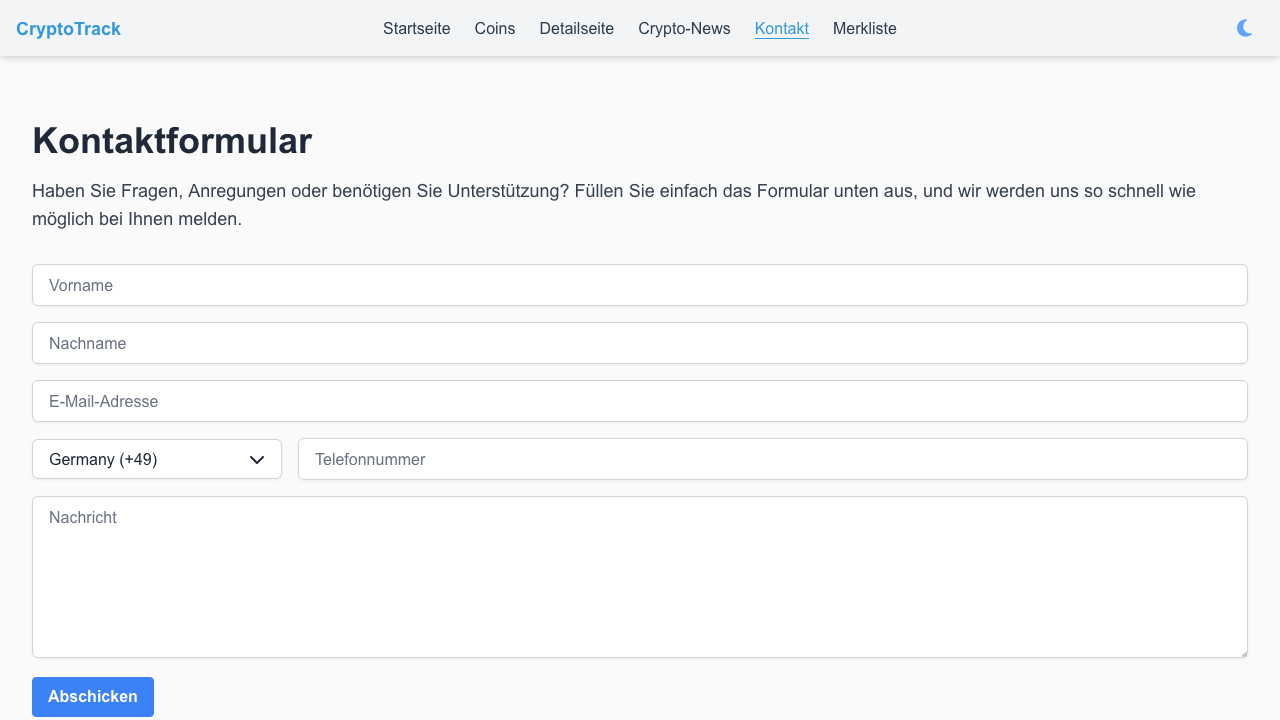 CryptoTrack Startseite Coins Detailseite Crypto-News Kontakt Merkliste
Kontaktformular
Haben Sie Fragen, Anregungen oder benötigen Sie Unterstützung? Füllen Sie einfach das Formular unten aus, und wir werden uns so schnell wie
möglich bei Ihnen melden.
Vorname
Nachname
E-Mail-Adresse
Germany (+49) Telefonnummer
Nachricht
Abschicken